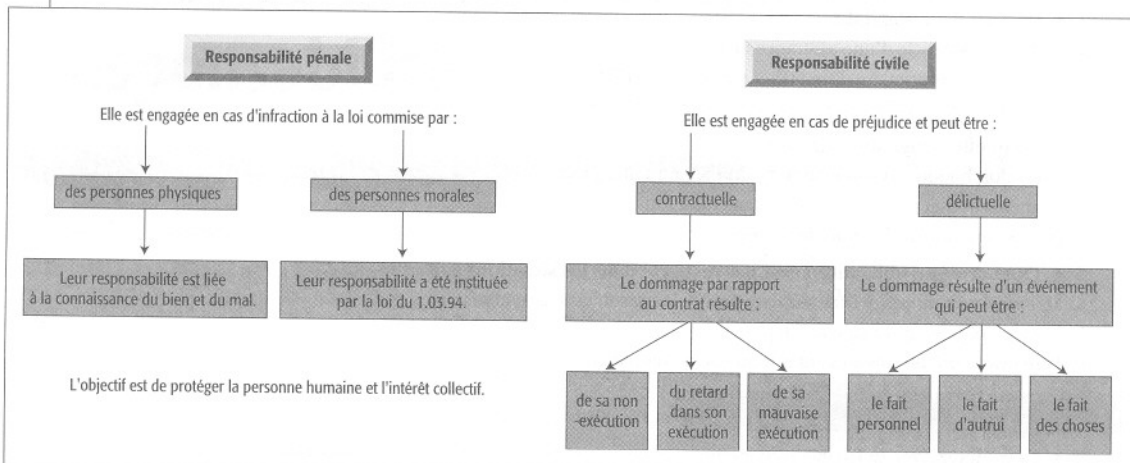 Responsabilité pénale
Elle est engagée en cas d'infraction à la loi commise par :
des personnes physiques
des personnes morales
Leur responsabilité est liée
à la connaissance du bien et du mal.
Leur responsabilité a été instituée
par la loi du 1.03.94.
L'objectif est de protéger la personne humaine et l'intérêt collectif.
Responsabilité civile
Elle est engagée en cas de préjudice et peut être :
contractuelle
délictuelle
Le dommage par rapport
au contrat résulte :
Le dommage résulte d'un événement
qui peut être :
de sa non
-exécution
du retard
dans son
exécution
de sa
mauvaise
exécution
le fait
personnel
le fait
d'autrui
le fait
des choses